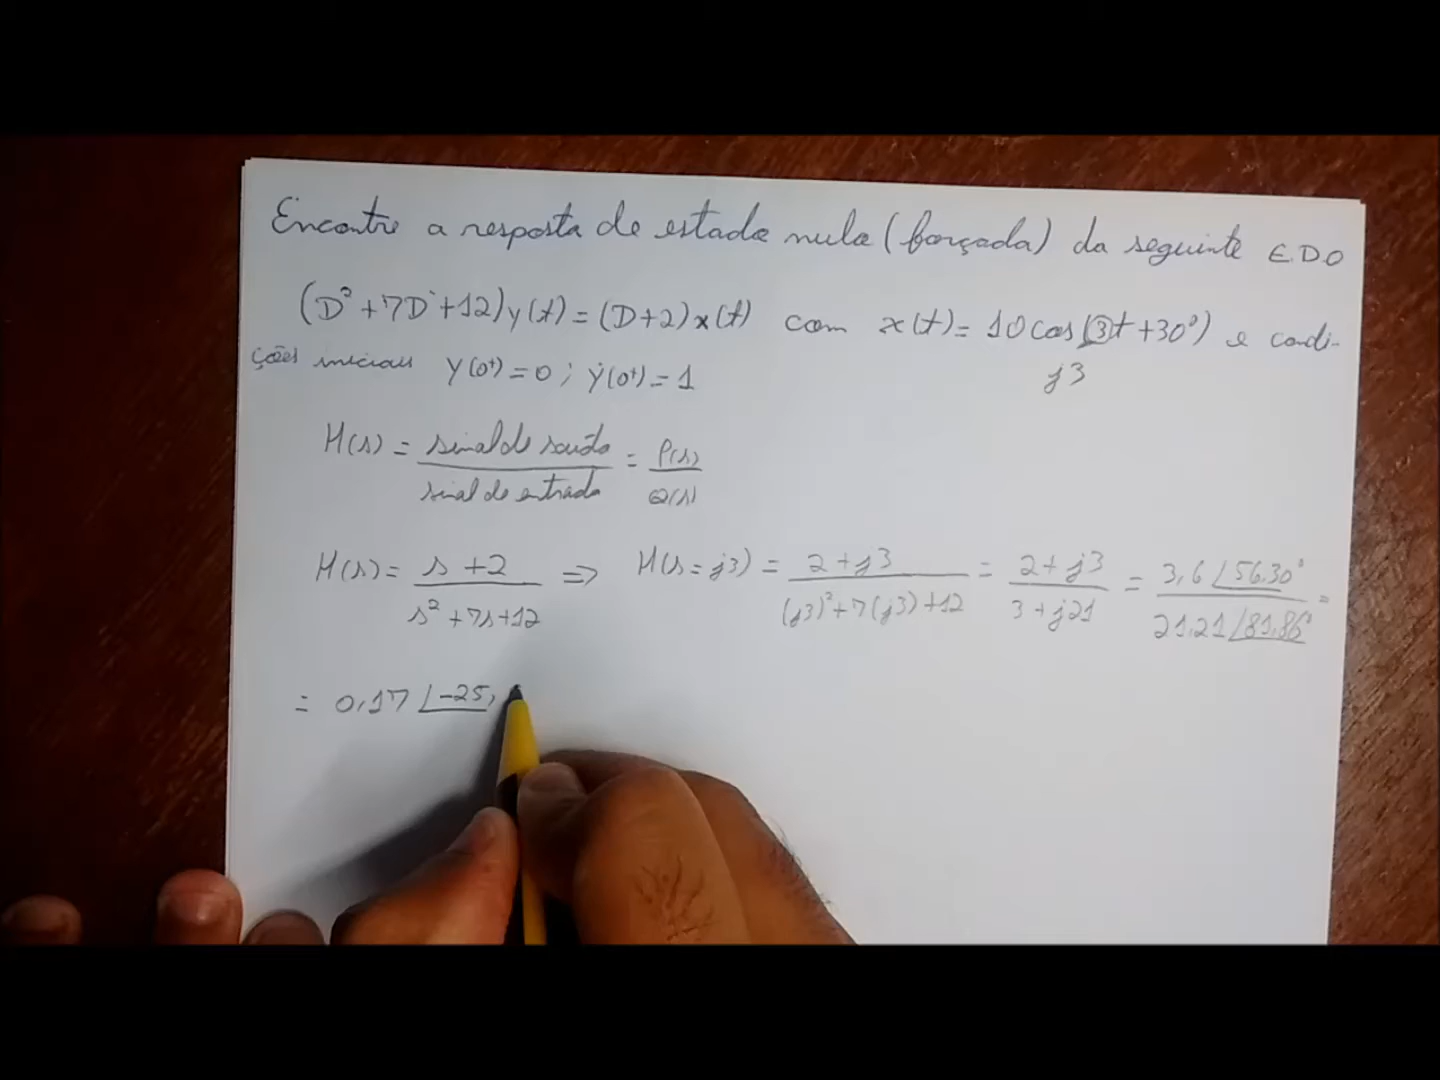 Encontre a resposta de estado nulo (forçada) da seguinte E.D.O
(D²+7D+12)y(t)=(D+2)x(t) com x(t)=10cos(3t+30°) e condi-
ções iniciais y(0⁺)=0; ẏ(0⁺)=1 j3
H(s) = sinal de saída / sinal de entrada = P(s) / Q(s)
H(s) = s+2 / s²+7s+12 => H(s=j3) = 2+j3 / (j3)²+7(j3)+12 = 2+j3 / 3+j21 = 3,6∠56.30° / 21,21∠81,86° =
= 0,17∠-25,